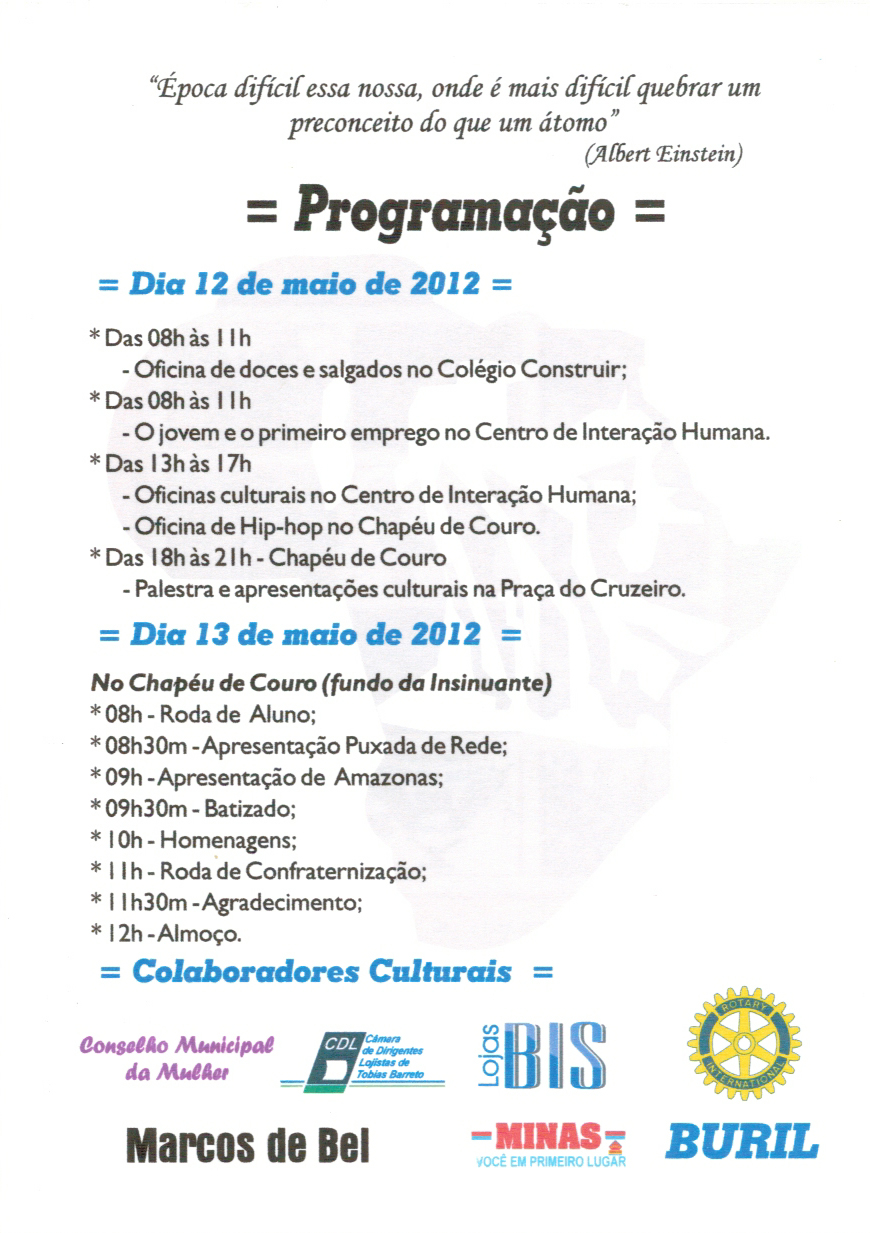 “Época difícil essa nossa, onde é mais difícil quebrar um
preconceito do que um átomo”
(Albert Einstein)
= Programação =
= Dia 12 de maio de 2012 =
* Das 08h às 11h
- Oficina de doces e salgados no Colégio Construir;
* Das 08h às 11h
- O jovem e o primeiro emprego no Centro de Interação Humana.
* Das 13h às 17h
- Oficinas culturais no Centro de Interação Humana;
- Oficina de Hip-hop no Chapéu de Couro.
* Das 18h às 21h - Chapéu de Couro
- Palestra e apresentações culturais na Praça do Cruzeiro.
= Dia 13 de maio de 2012 =
No Chapéu de Couro (fundo da Insinuante)
* 08h - Roda de Aluno;
* 08h30m - Apresentação Puxada de Rede;
* 09h - Apresentação de Amazonas;
* 09h30m - Batizado;
* 10h - Homenagens;
* 11h - Roda de Confraternização;
* 11h30m - Agradecimento;
* 12h - Almoço.
= Colaboradores Culturais =
Conselho Municipal
da Mulher
CDL
Câmara
de Dirigentes
Lojistas de
Tobias Barreto
Lojas
BIS
ROTARY
INTERNATIONAL
Marcos de Bel
MINAS
VOCÊ EM PRIMEIRO LUGAR
BURIL